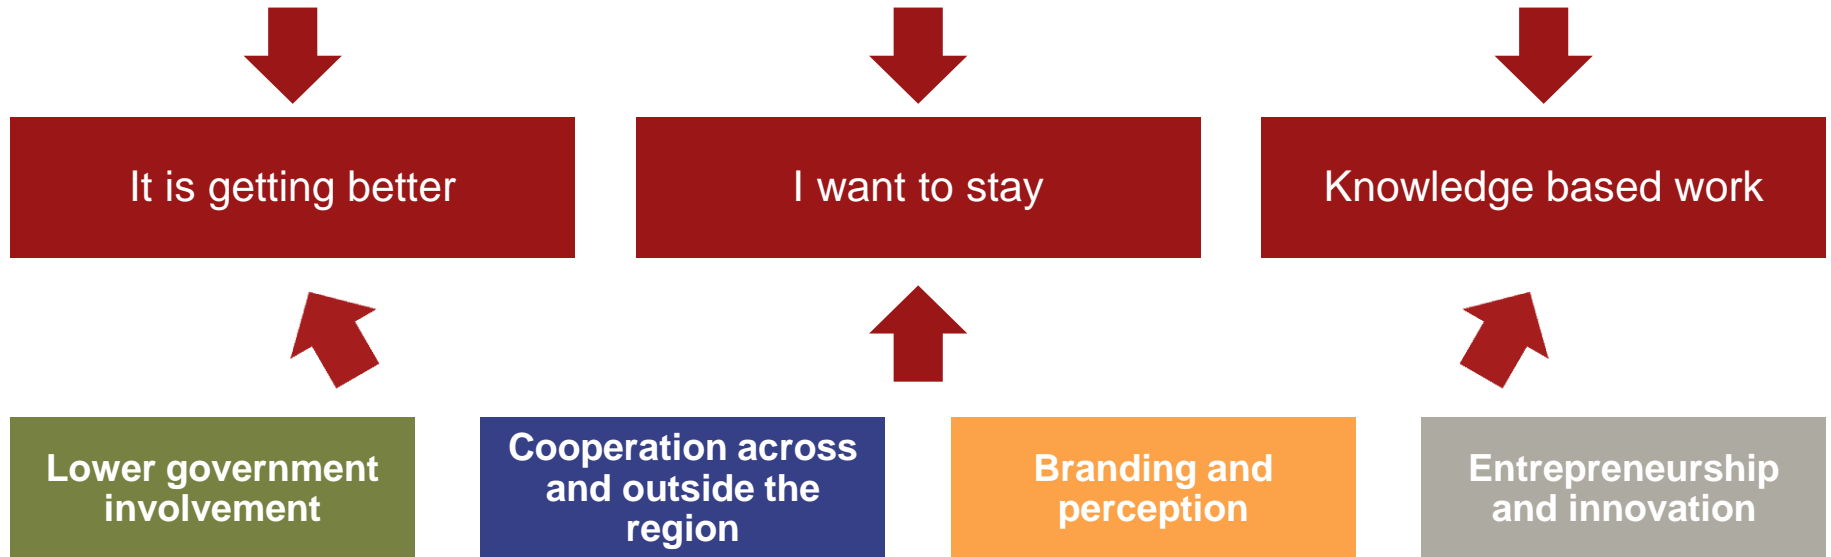 It is getting better
I want to stay
Knowledge based work
Lower government
involvement
Cooperation across
and outside the
region
Branding and
perception
Entrepreneurship
and innovation